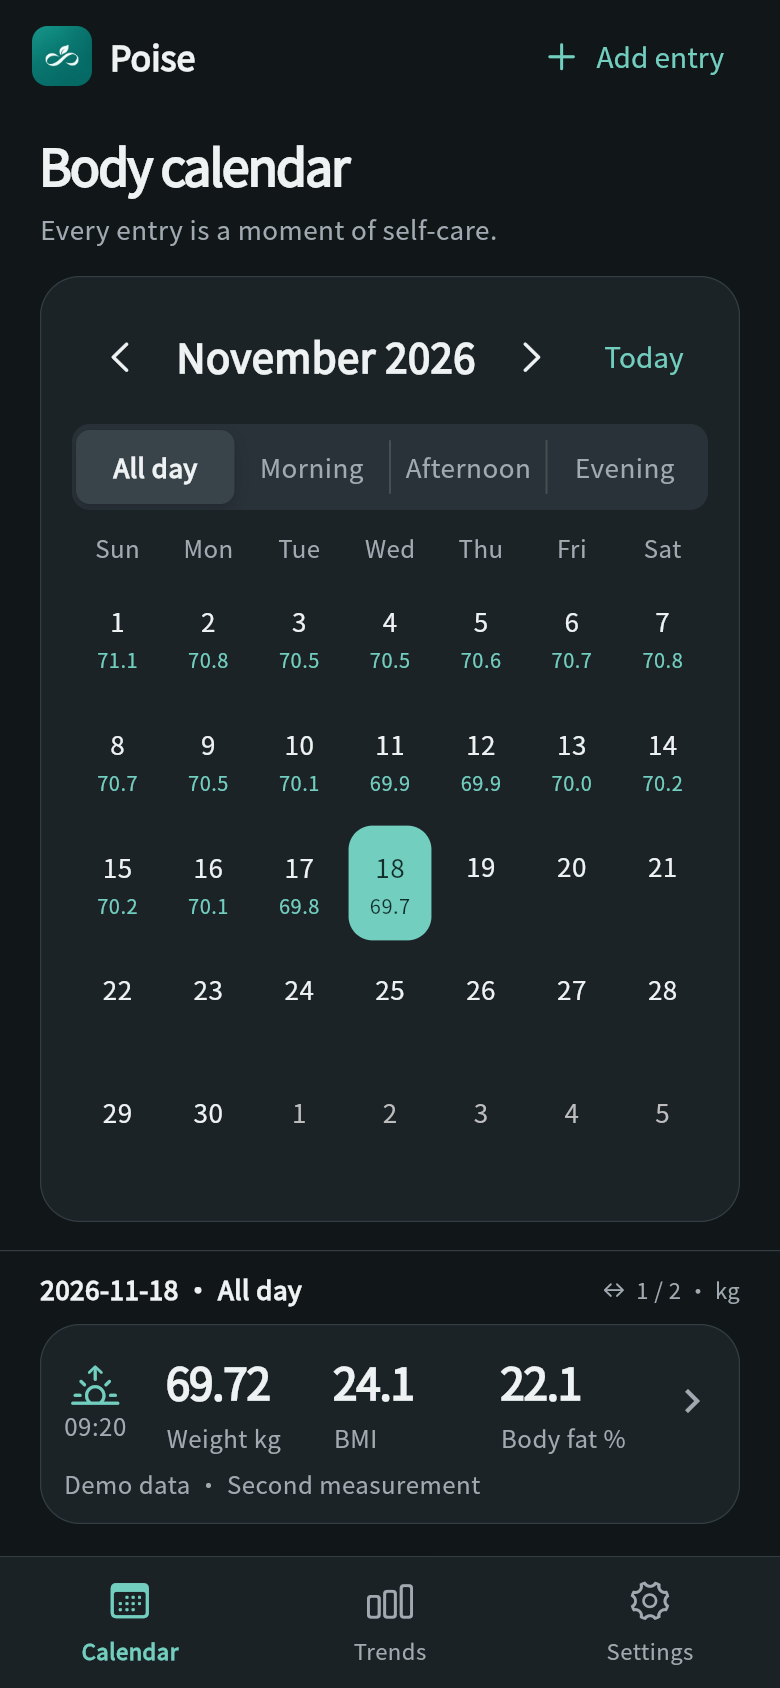 Poise
Add entry
Body calendar
Every entry is a moment of self-care.
November 2026
Today
All day Morning Afternoon Evening
Sun Mon Tue Wed Thu Fri Sat
1 2 3 4 5 6 7
71.1 70.8 70.5 70.5 70.6 70.7 70.8
8 9 10 11 12 13 14
70.7 70.5 70.1 69.9 69.9 70.0 70.2
15 16 17 18 19 20 21
70.2 70.1 69.8 69.7
22 23 24 25 26 27 28
29 30 1 2 3 4 5
2026-11-18 • All day ↔ 1 / 2 • kg
69.72 24.1 22.1
09:20 Weight kg BMI Body fat %
Demo data • Second measurement
Calendar Trends Settings